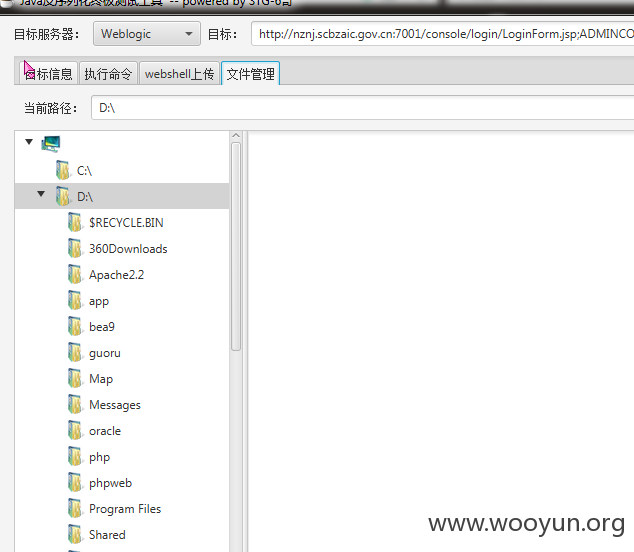 Java反序列化终极测试工具 -- powered by STG-6哥
目标服务器： Weblogic 目标： http://nznj.scbzaic.gov.cn:7001/console/login/LoginForm.jsp;ADMINCO
目标信息 执行命令 webshell上传 文件管理
当前路径： D:\
C:\
D:\
$RECYCLE.BIN
360Downloads
Apache2.2
app
bea9
guoru
Map
Messages
oracle
php
phpweb
Program Files
Shared
www.wooyun.org